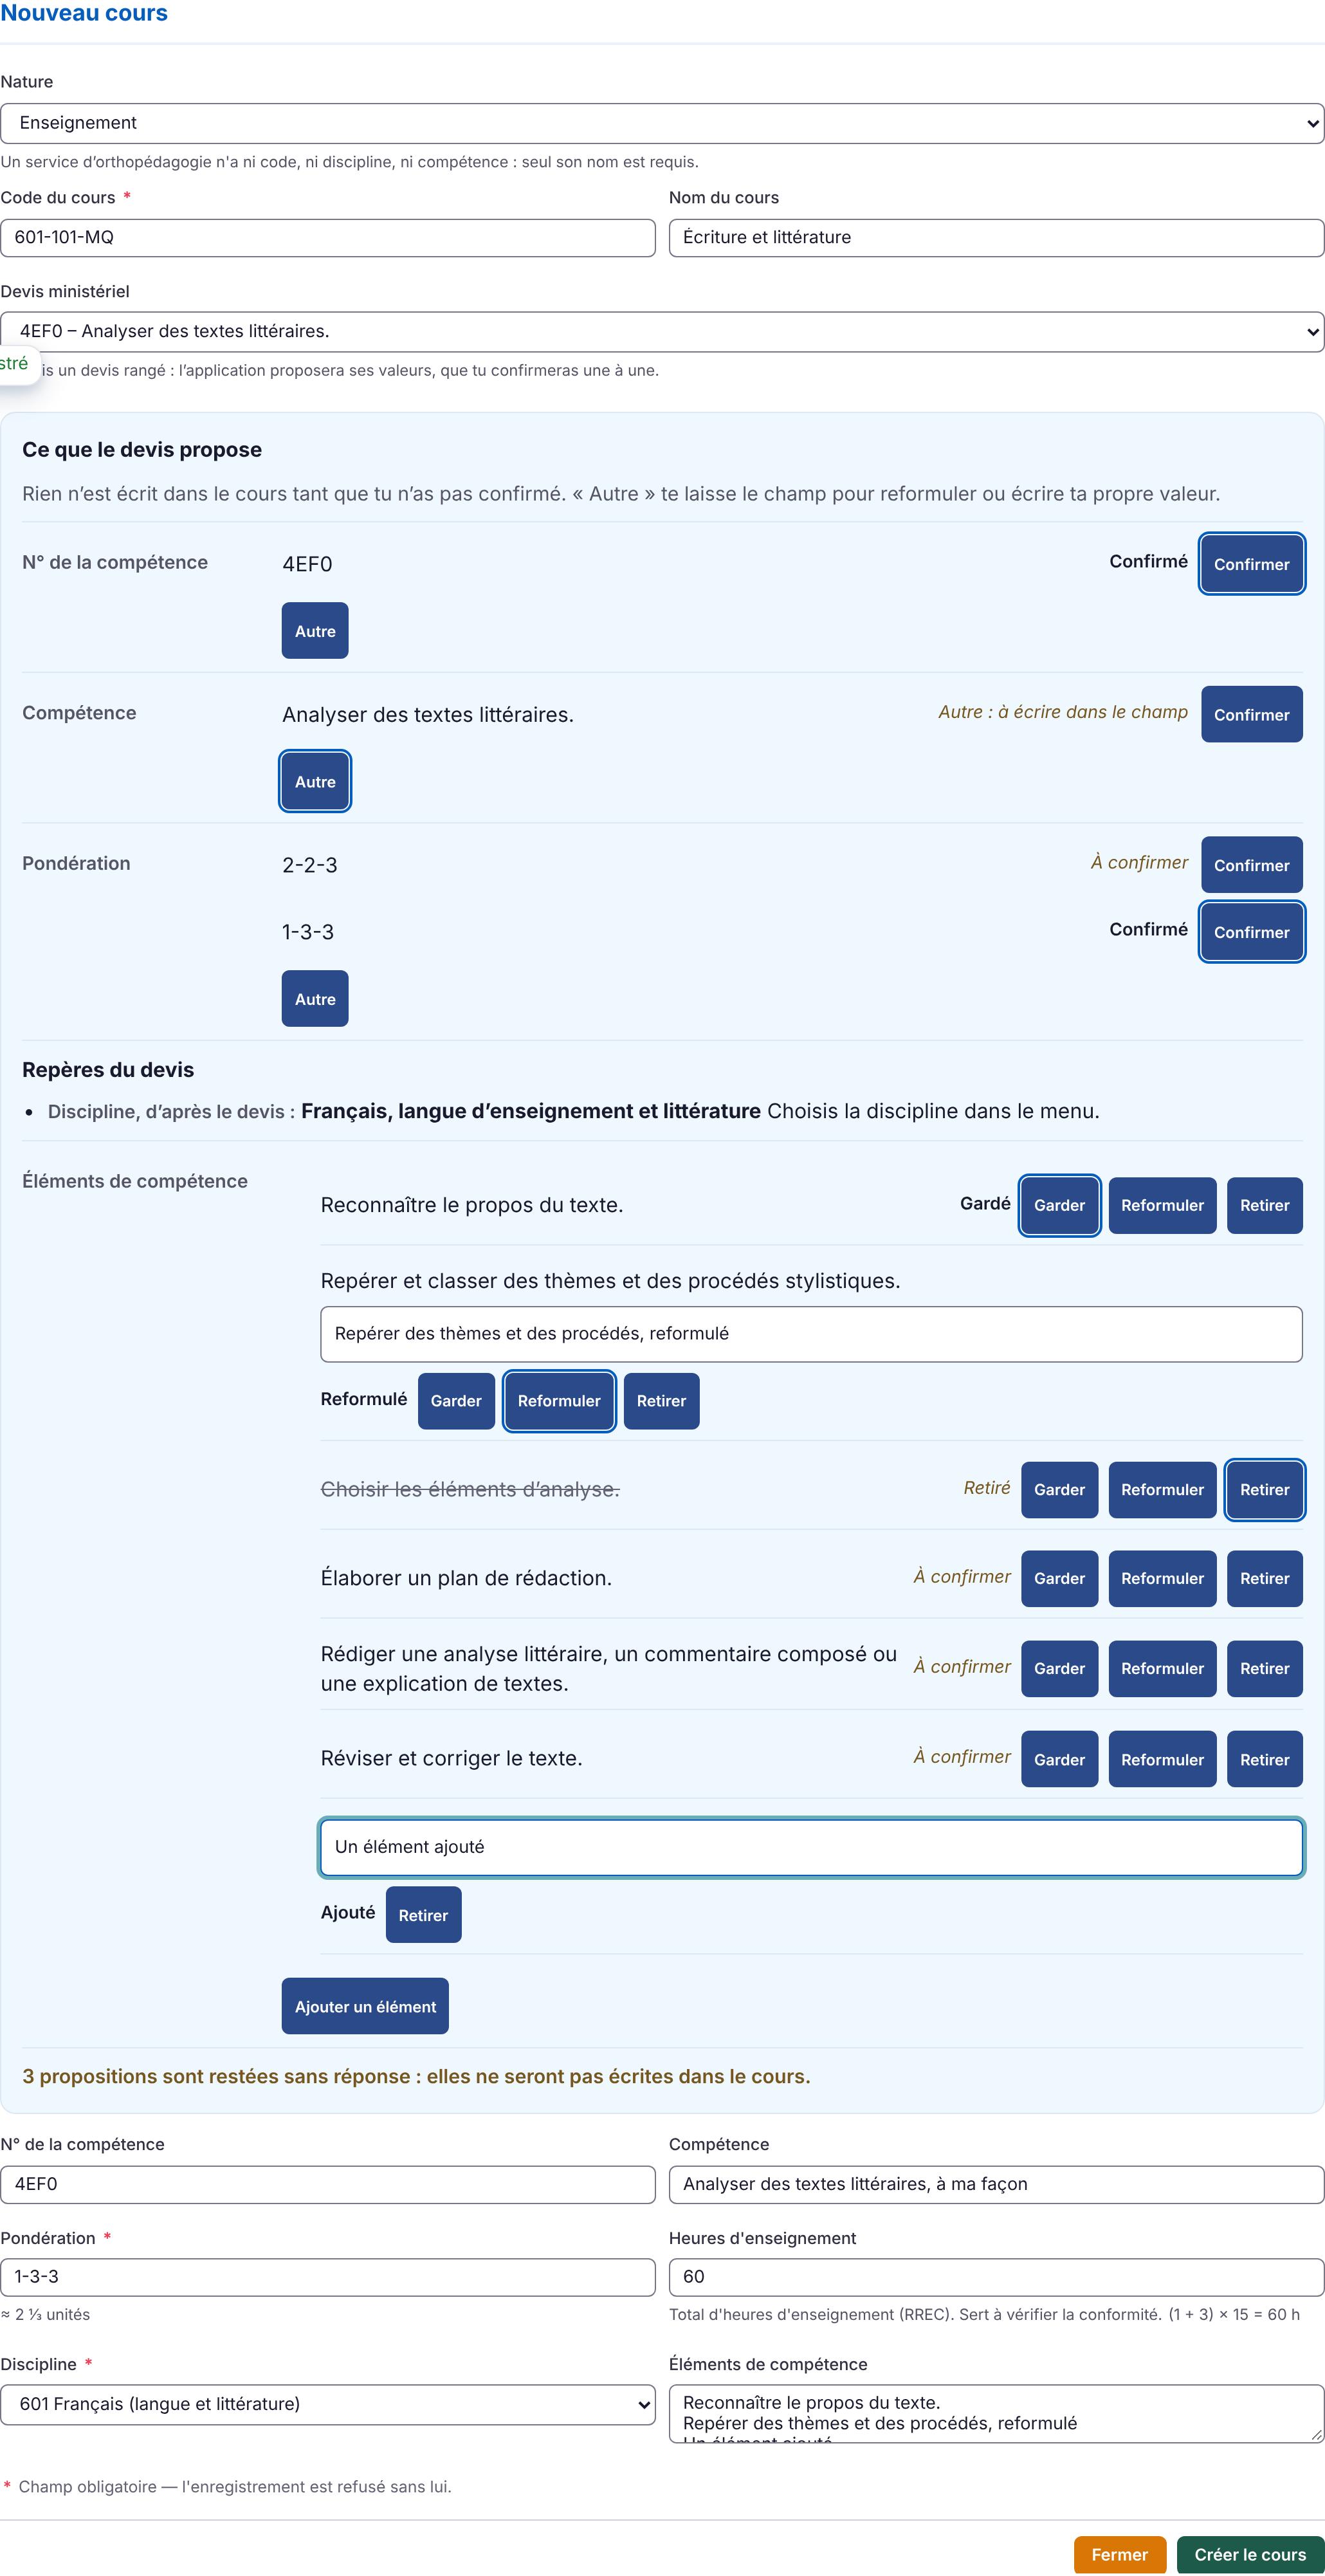 Nouveau cours
Nature
Enseignement
Un service d’orthopédagogie n'a ni code, ni discipline, ni compétence : seul son nom est requis.
Code du cours *
Nom du cours
601-101-MQ
Écriture et littérature
Devis ministériel
4EF0 – Analyser des textes littéraires.
un devis rangé : l’application proposera ses valeurs, que tu confirmeras une à une.
Ce que le devis propose
Rien n’est écrit dans le cours tant que tu n’as pas confirmé. « Autre » te laisse le champ pour reformuler ou écrire ta propre valeur.
N° de la compétence
4EF0
Confirmé
Confirmer
Autre
Compétence
Analyser des textes littéraires.
Autre : à écrire dans le champ
Confirmer
Autre
Pondération
2-2-3
À confirmer
Confirmer
1-3-3
Confirmé
Confirmer
Autre
Repères du devis
• Discipline, d’après le devis : Français, langue d’enseignement et littérature Choisis la discipline dans le menu.
Éléments de compétence
Reconnaître le propos du texte.
Gardé
Garder
Reformuler
Retirer
Repérer et classer des thèmes et des procédés stylistiques.
Repérer des thèmes et des procédés, reformulé
Reformulé
Garder
Reformuler
Retirer
Choisir les éléments d’analyse.
Retiré
Garder
Reformuler
Retirer
Élaborer un plan de rédaction.
À confirmer
Garder
Reformuler
Retirer
Rédiger une analyse littéraire, un commentaire composé ou
une explication de textes.
À confirmer
Garder
Reformuler
Retirer
Réviser et corriger le texte.
À confirmer
Garder
Reformuler
Retirer
Un élément ajouté
Ajouté
Retirer
Ajouter un élément
3 propositions sont restées sans réponse : elles ne seront pas écrites dans le cours.
N° de la compétence
Compétence
4EF0
Analyser des textes littéraires, à ma façon
Pondération *
Heures d'enseignement
1-3-3
60
≈ 2 ⅓ unités
Total d'heures d'enseignement (RREC). Sert à vérifier la conformité. (1 + 3) × 15 = 60 h
Discipline *
Éléments de compétence
601 Français (langue et littérature)
Reconnaître le propos du texte.
Repérer des thèmes et des procédés, reformulé
Un élément ajouté
* Champ obligatoire — l'enregistrement est refusé sans lui.
Fermer
Créer le cours